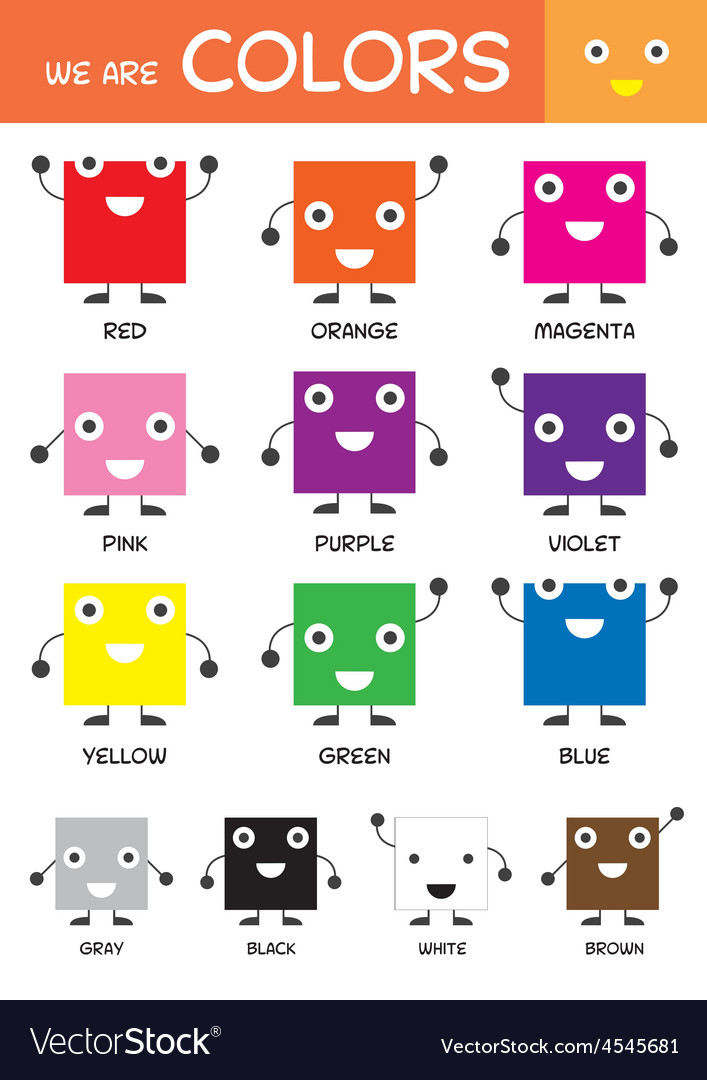 WE ARE COLORS
RED ORANGE MAGENTA
PINK PURPLE VIOLET
YELLOW GREEN BLUE
GRAY BLACK WHITE BROWN
VectorStock® VectorStock.com/4545681